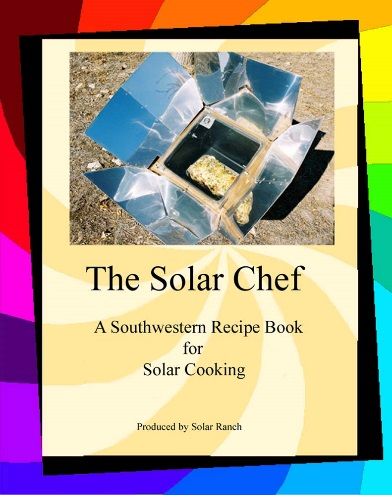 The Solar Chef
A Southwestern Recipe Book
for
Solar Cooking
Produced by Solar Ranch